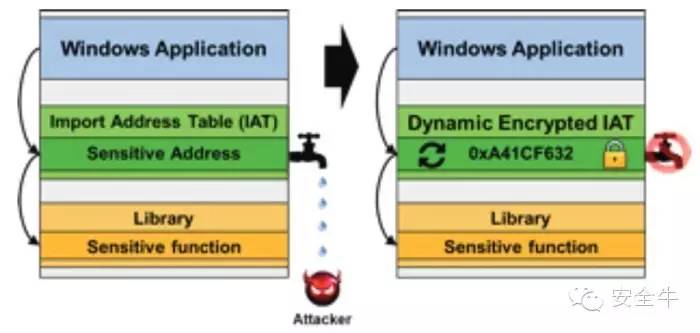 Windows Application
Import Address Table (IAT)
Sensitive Address
Library
Sensitive function
Attacker
Windows Application
Dynamic Encrypted IAT
0xA41CF632
Library
Sensitive function
安全牛